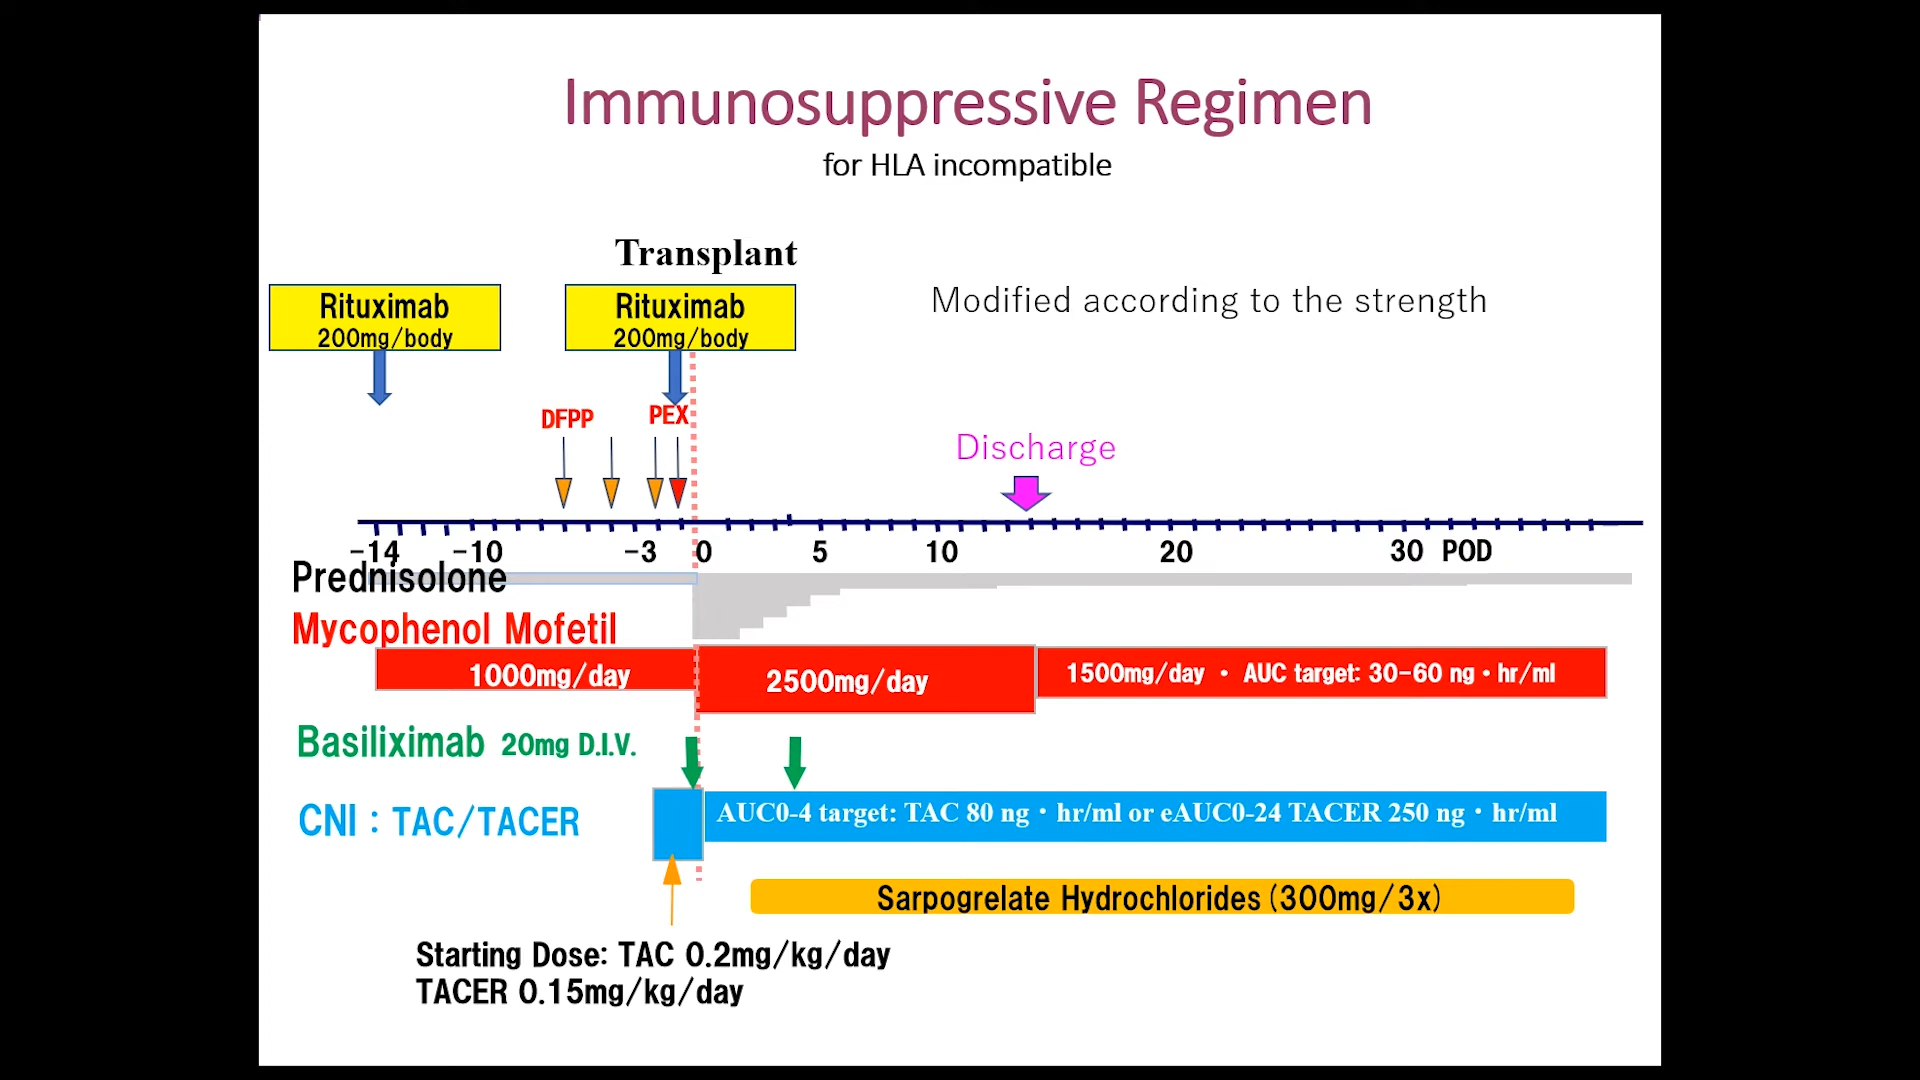 Immunosuppressive Regimen
for HLA incompatible
Transplant
Rituximab
200mg/body
Rituximab
200mg/body
Modified according to the strength
DFPP
PEX
Discharge
-14 -10 -3 0 5 10 20 30 POD
Prednisolone
Mycophenol Mofetil
1000mg/day
2500mg/day
1500mg/day ・ AUC target: 30-60 ng・hr/ml
Basiliximab 20mg D.I.V.
CNI : TAC/TACER
AUC0-4 target: TAC 80 ng・hr/ml or eAUC0-24 TACER 250 ng・hr/ml
Sarpogrelate Hydrochlorides (300mg/3x)
Starting Dose: TAC 0.2mg/kg/day
TACER 0.15mg/kg/day